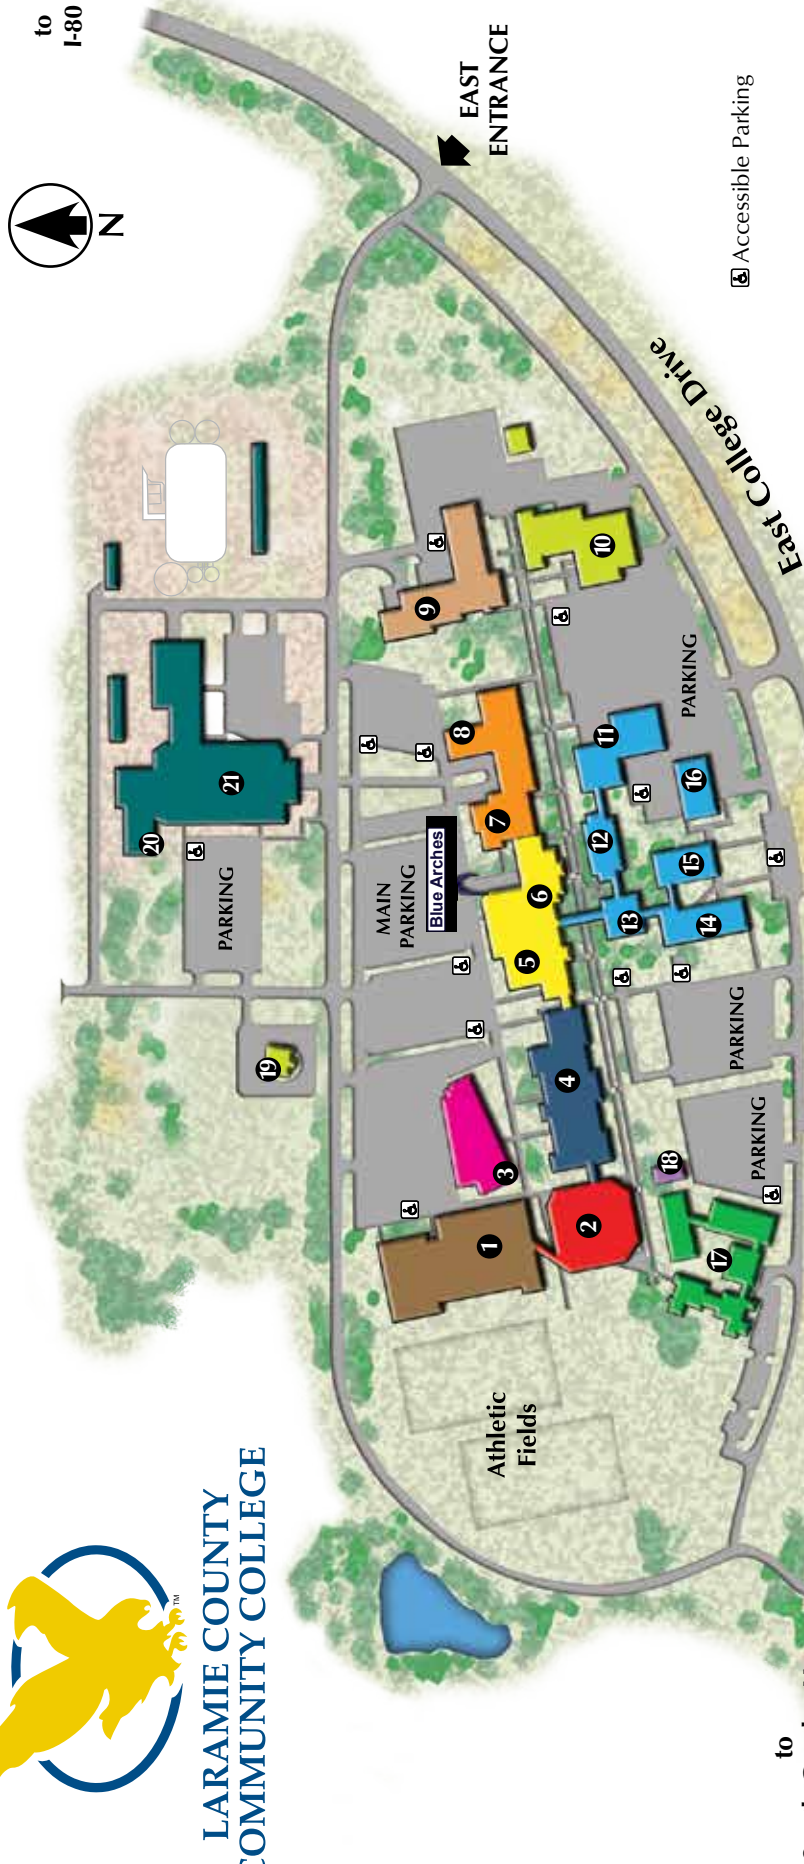 LARAMIE COUNTY
COMMUNITY COLLEGE
TM
to
I-80
N
EAST
ENTRANCE
Accessible Parking
East College Drive
Athletic
Fields
MAIN
PARKING
Blue Arches
PARKING
PARKING
PARKING
PARKING
1
2
3
4
5
6
7
8
9
10
11
12
13
14
15
16
17
18
19
20
21
to